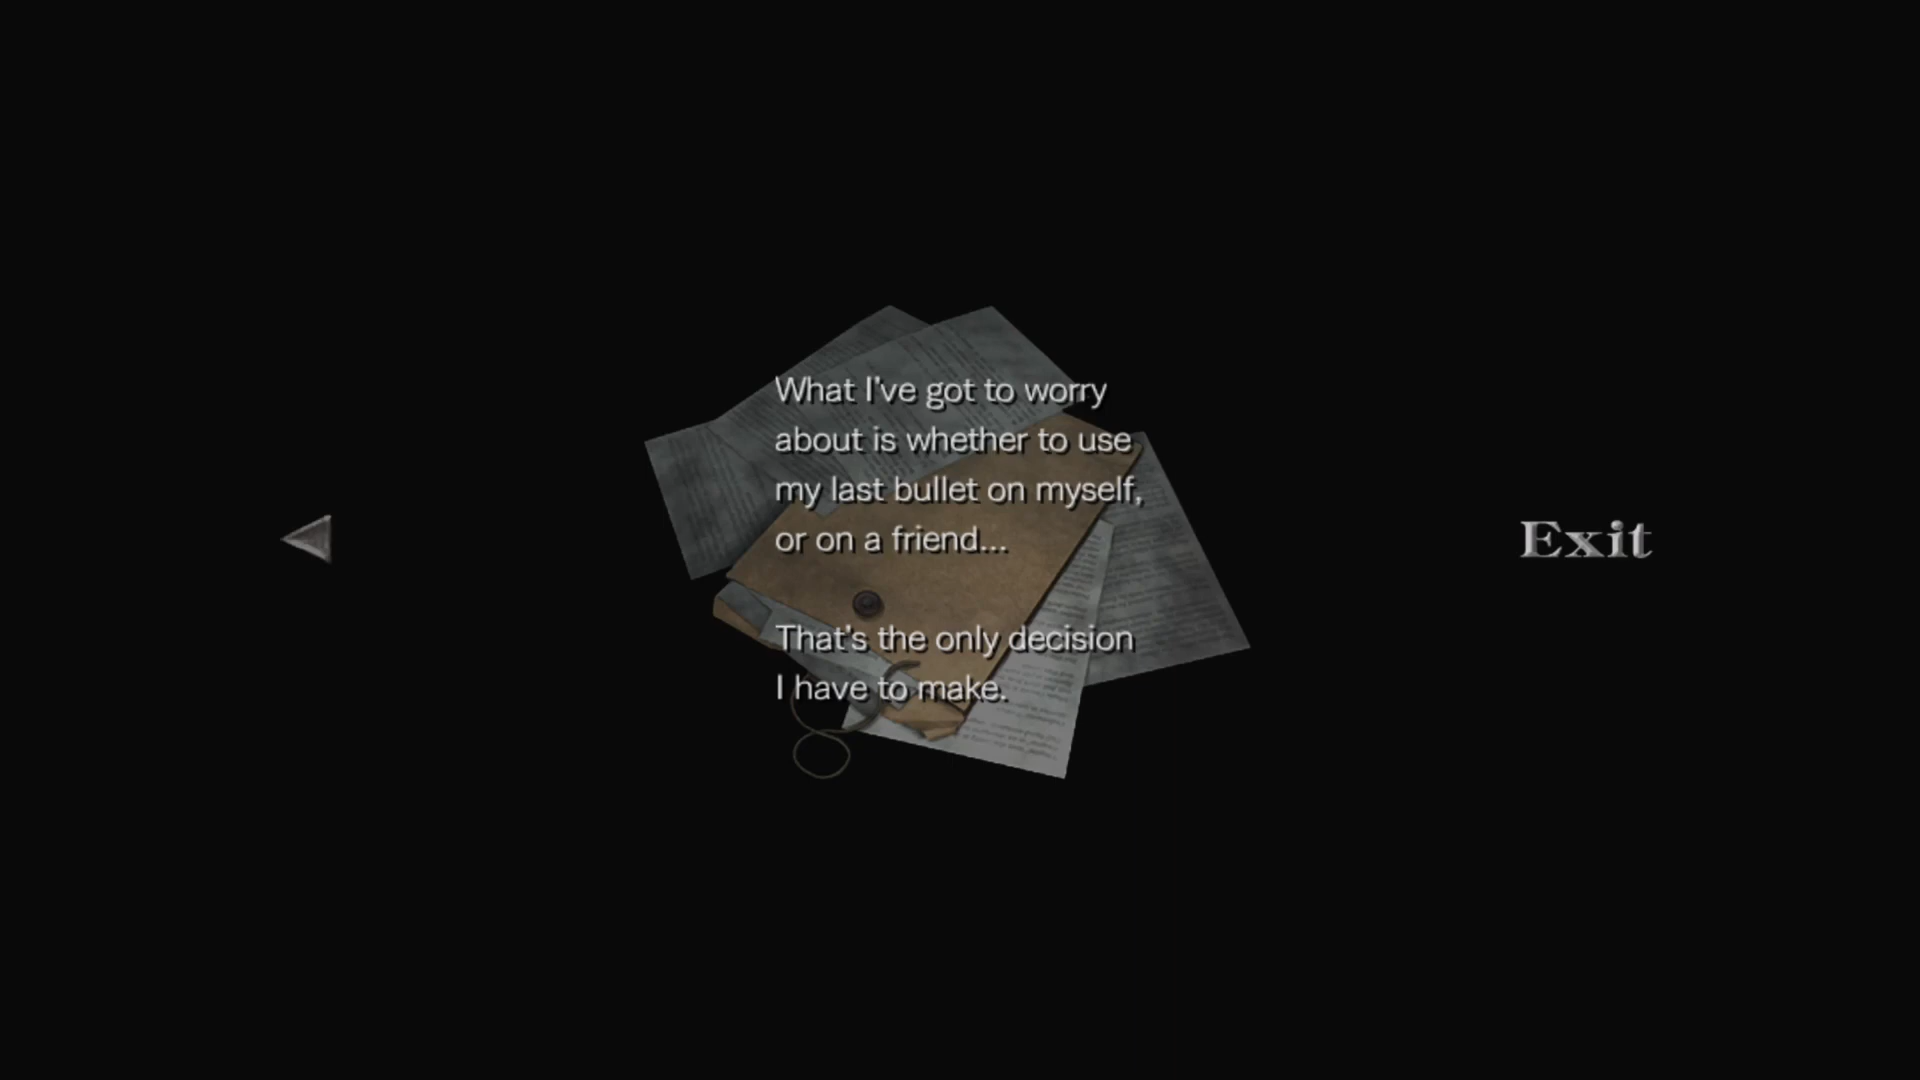 What I've got to worry
about is whether to use
my last bullet on myself,
or on a friend...
That's the only decision
I have to make.
Exit